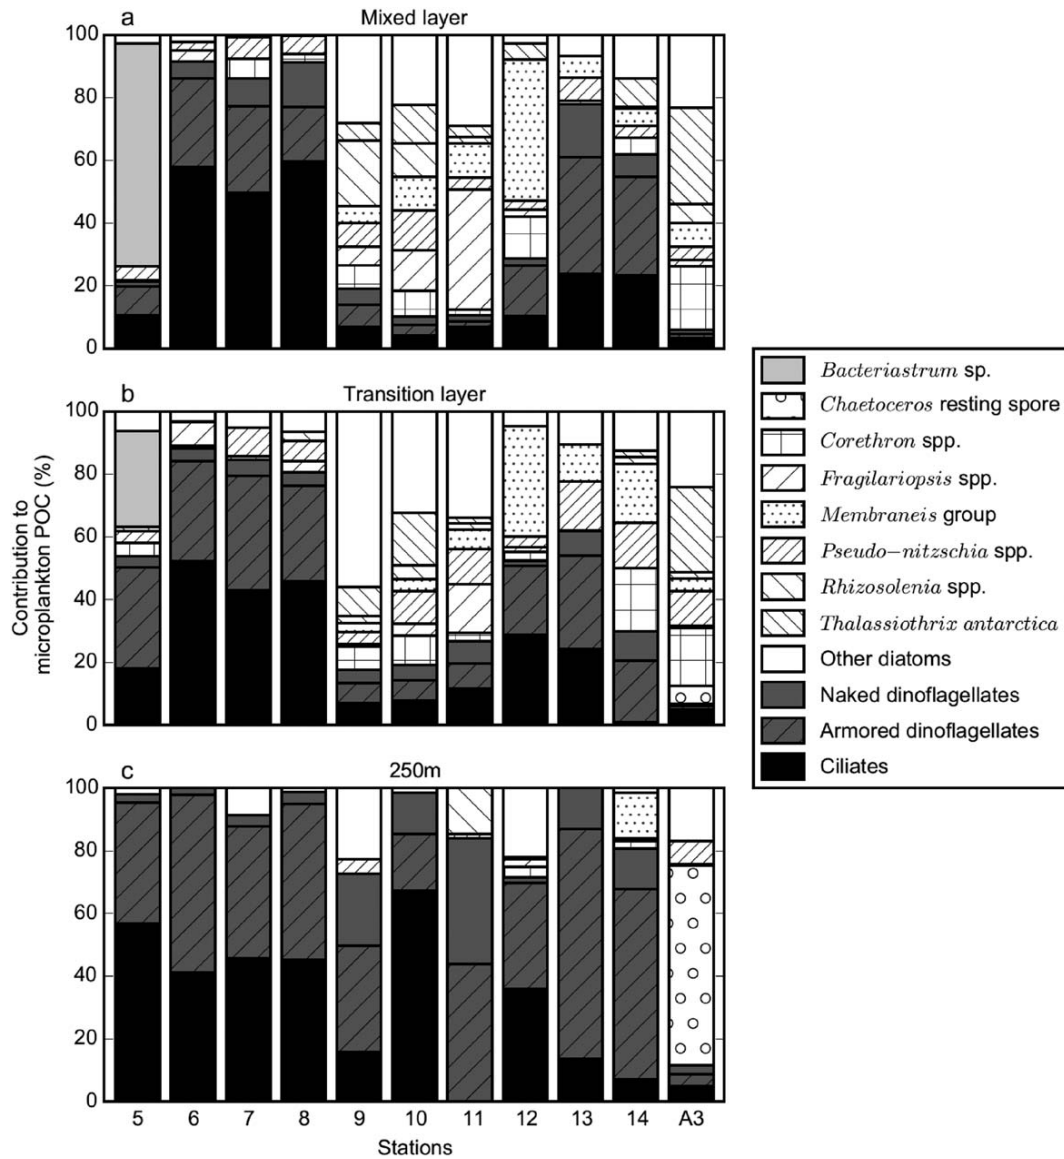 a
Mixed layer
100
80
60
40
20
0
b
Transition layer
100
80
60
40
20
0
Contribution to
microplankton POC (%)
c
250m
100
80
60
40
20
0
5 6 7 8 9 10 11 12 13 14 A3
Stations
Bacteriastrum sp.
Chaetoceros resting spore
Corethron spp.
Fragilariopsis spp.
Membraneis group
Pseudo−nitzschia spp.
Rhizosolenia spp.
Thalassiothrix antarctica
Other diatoms
Naked dinoflagellates
Armored dinoflagellates
Ciliates